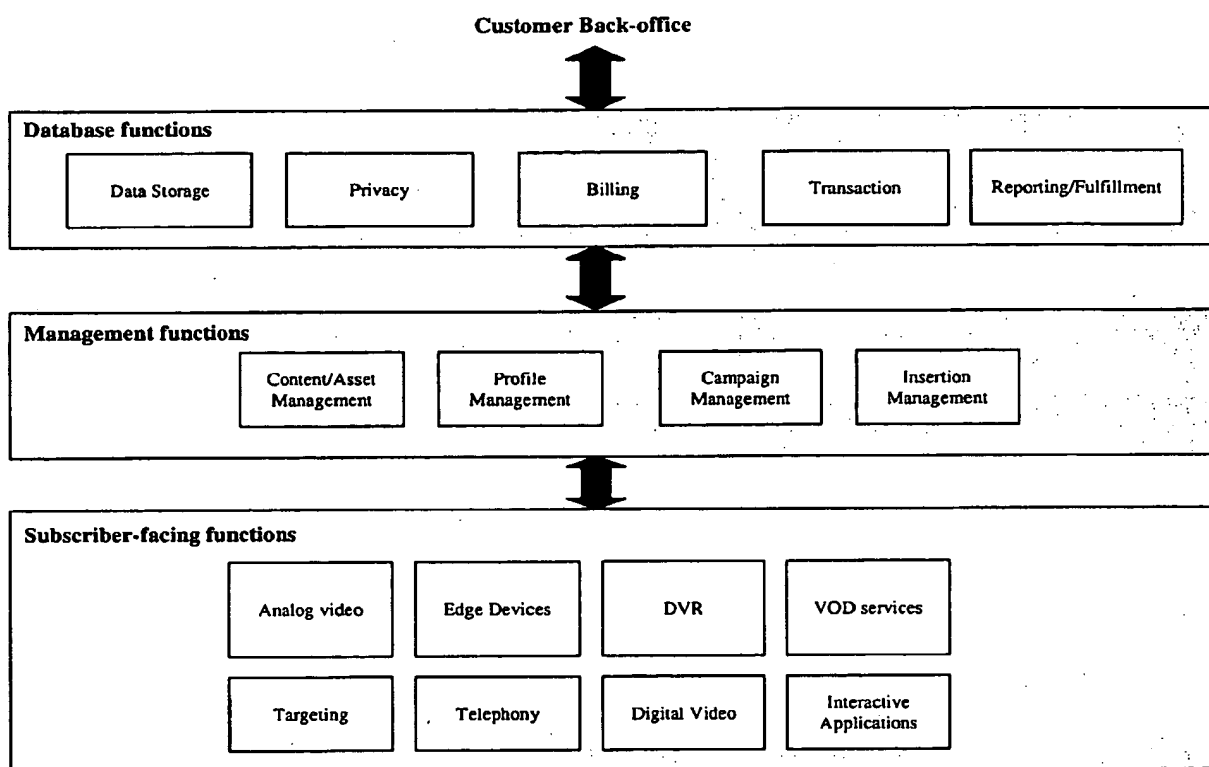 Customer Back-office
Database functions
Data Storage
Privacy
Billing
Transaction
Reporting/Fulfillment
Management functions
Content/Asset
Management
Profile
Management
Campaign
Management
Insertion
Management
Subscriber-facing functions
Analog video
Edge Devices
DVR
VOD services
Targeting
Telephony
Digital Video
Interactive
Applications